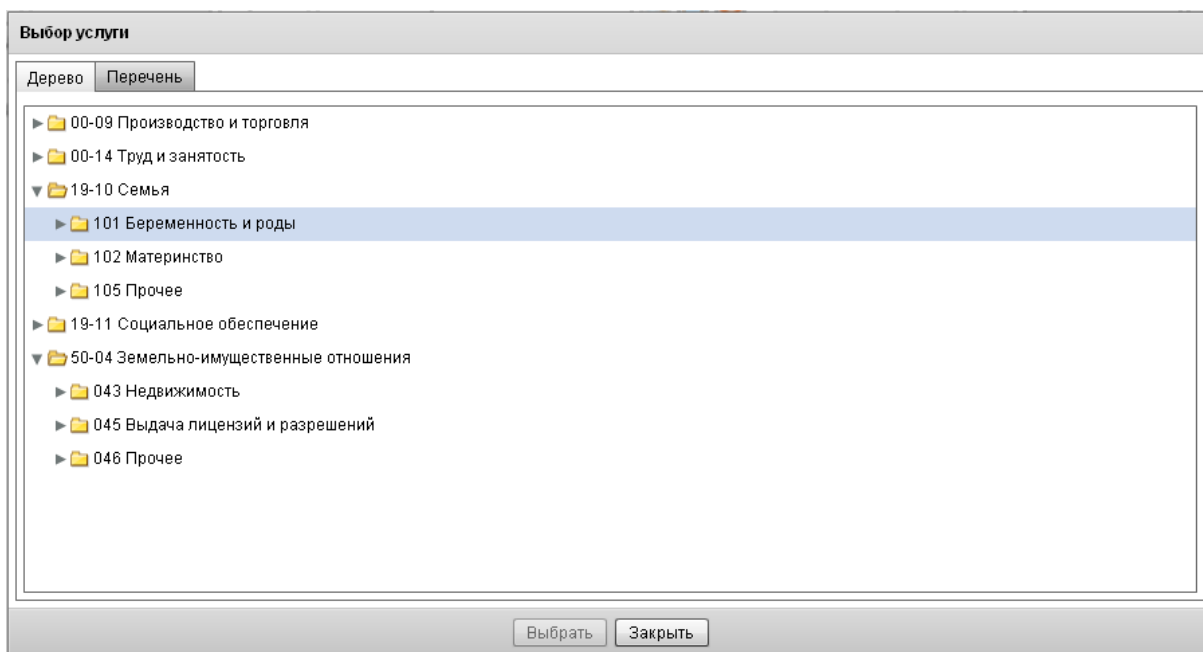 Выбор услуги
Дерево Перечень
00-09 Производство и торговля
00-14 Труд и занятость
19-10 Семья
101 Беременность и роды
102 Материнство
105 Прочее
19-11 Социальное обеспечение
50-04 Земельно-имущественные отношения
043 Недвижимость
045 Выдача лицензий и разрешений
046 Прочее
Выбрать Закрыть